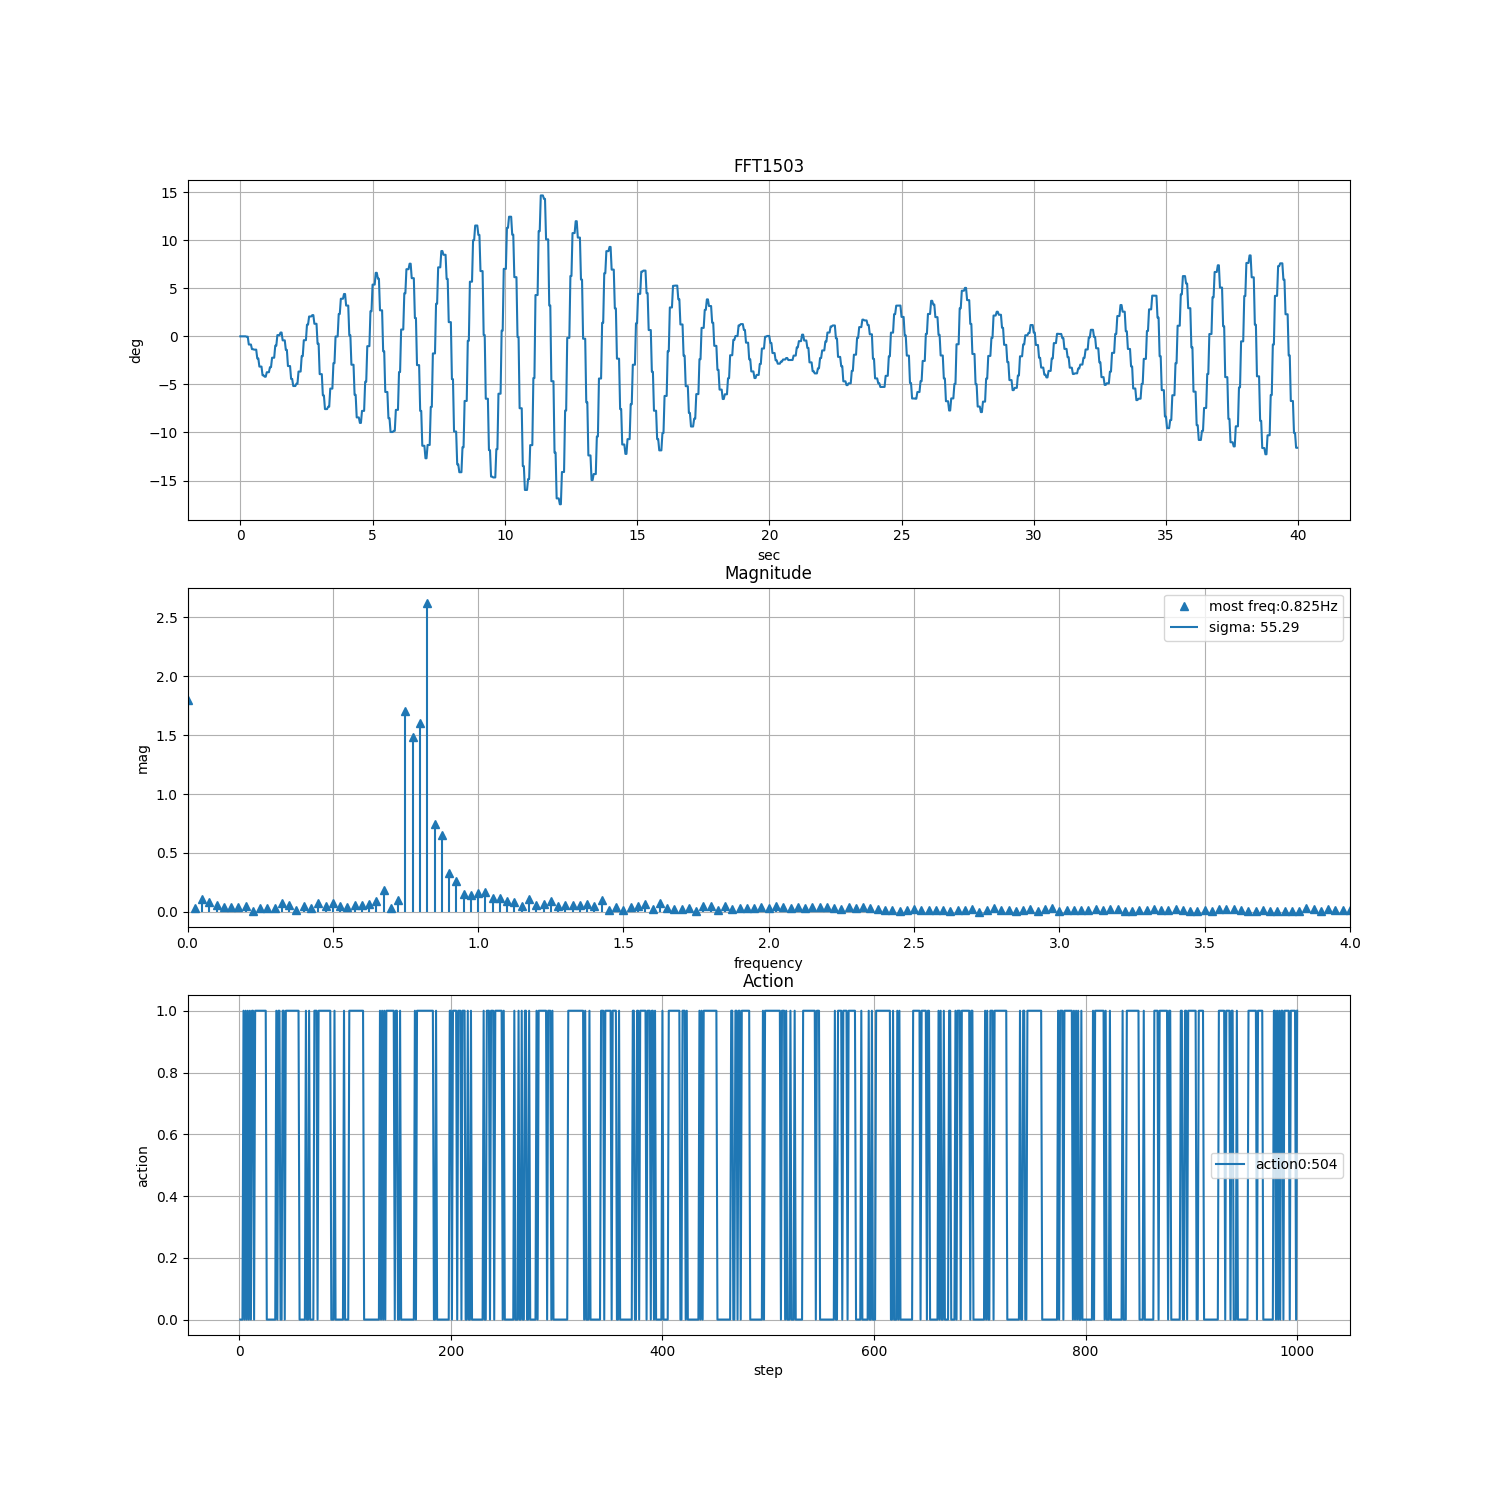 FFT1503
15
10
5
0
−5
−10
−15
deg
0 5 10 15 20 25 30 35 40
sec
Magnitude
2.5
2.0
1.5
1.0
0.5
0.0
mag
most freq:0.825Hz
sigma: 55.29
0.0 0.5 1.0 1.5 2.0 2.5 3.0 3.5 4.0
frequency
Action
1.0
0.8
0.6
0.4
0.2
0.0
action
action0:504
0 200 400 600 800 1000
step